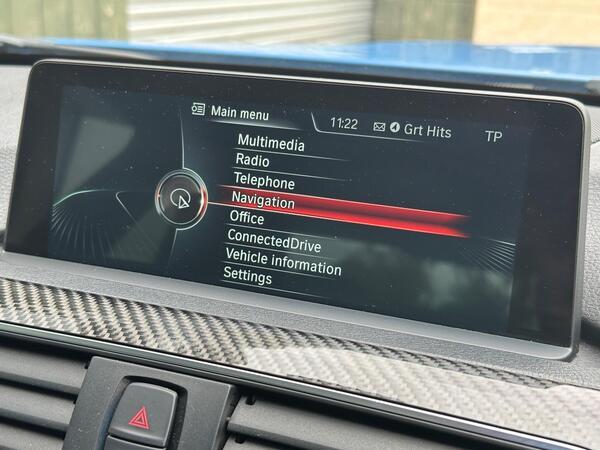 Main menu
11:22 Grt Hits TP
Multimedia
Radio
Telephone
Navigation
Office
ConnectedDrive
Vehicle information
Settings